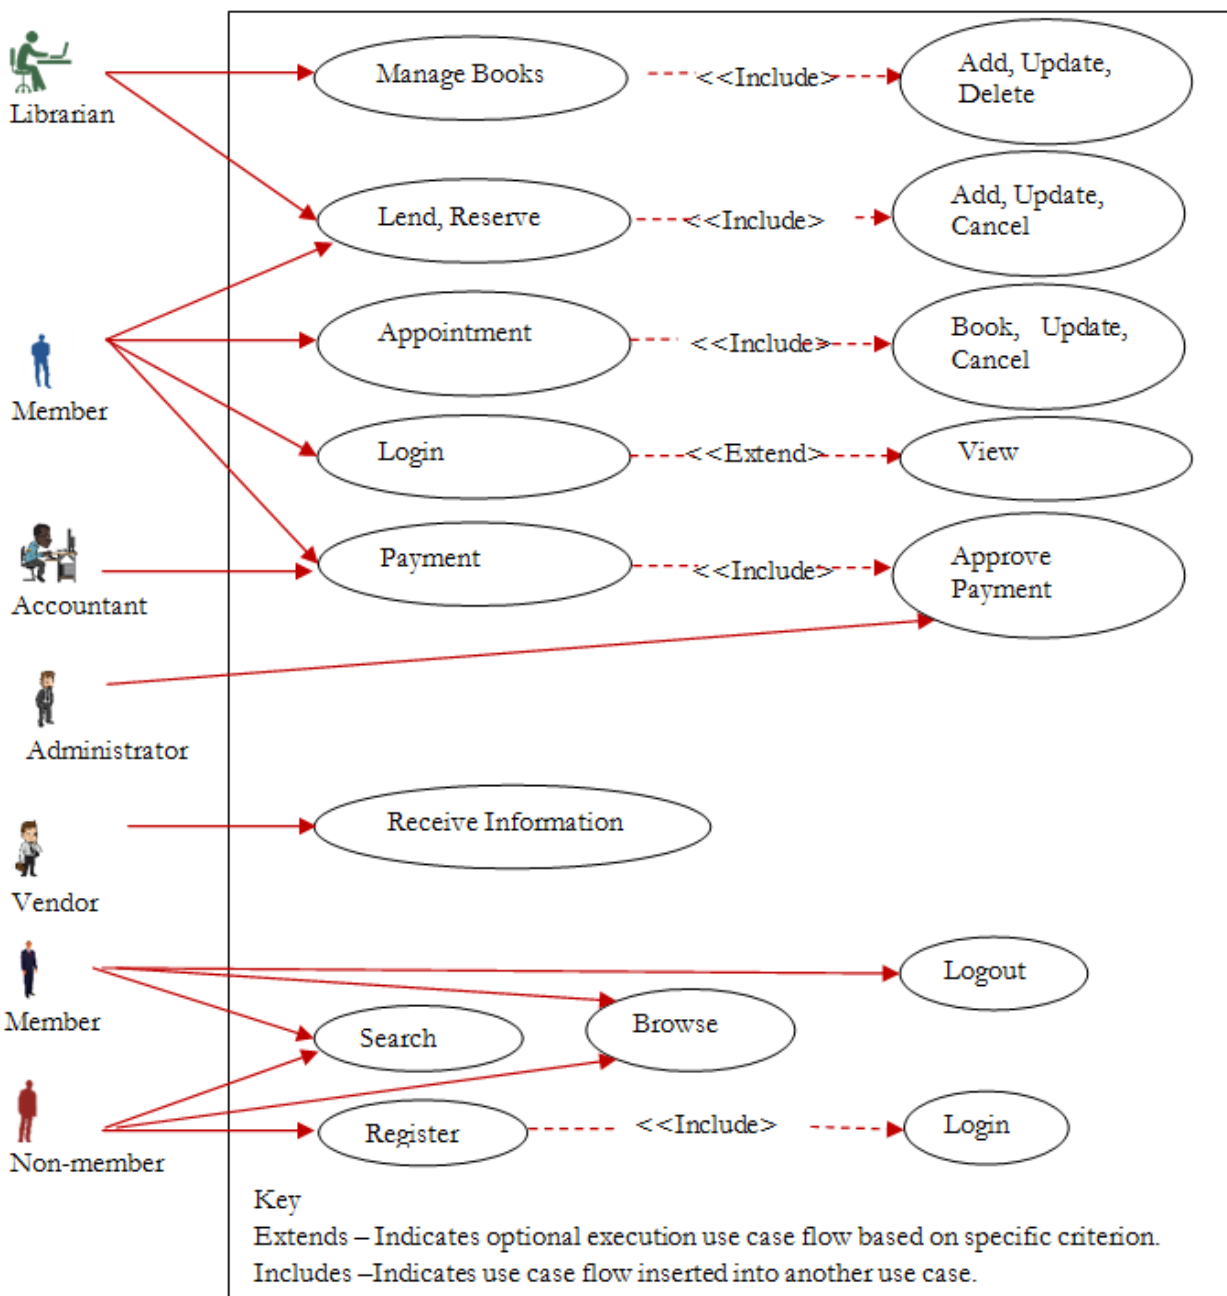 Librarian
Manage Books
<<Include>
Add, Update,
Delete
Lend, Reserve
<<Include>
Add, Update,
Cancel
Member
Appointment
<<Include>
Book, Update,
Cancel
Login
<<Extend>
View
Accountant
Payment
<<Include>
Approve
Payment
Administrator
Vendor
Receive Information
Member
Logout
Search
Browse
Non-member
Register
<<Include>
Login
Key
Extends – Indicates optional execution use case flow based on specific criterion.
Includes –Indicates use case flow inserted into another use case.